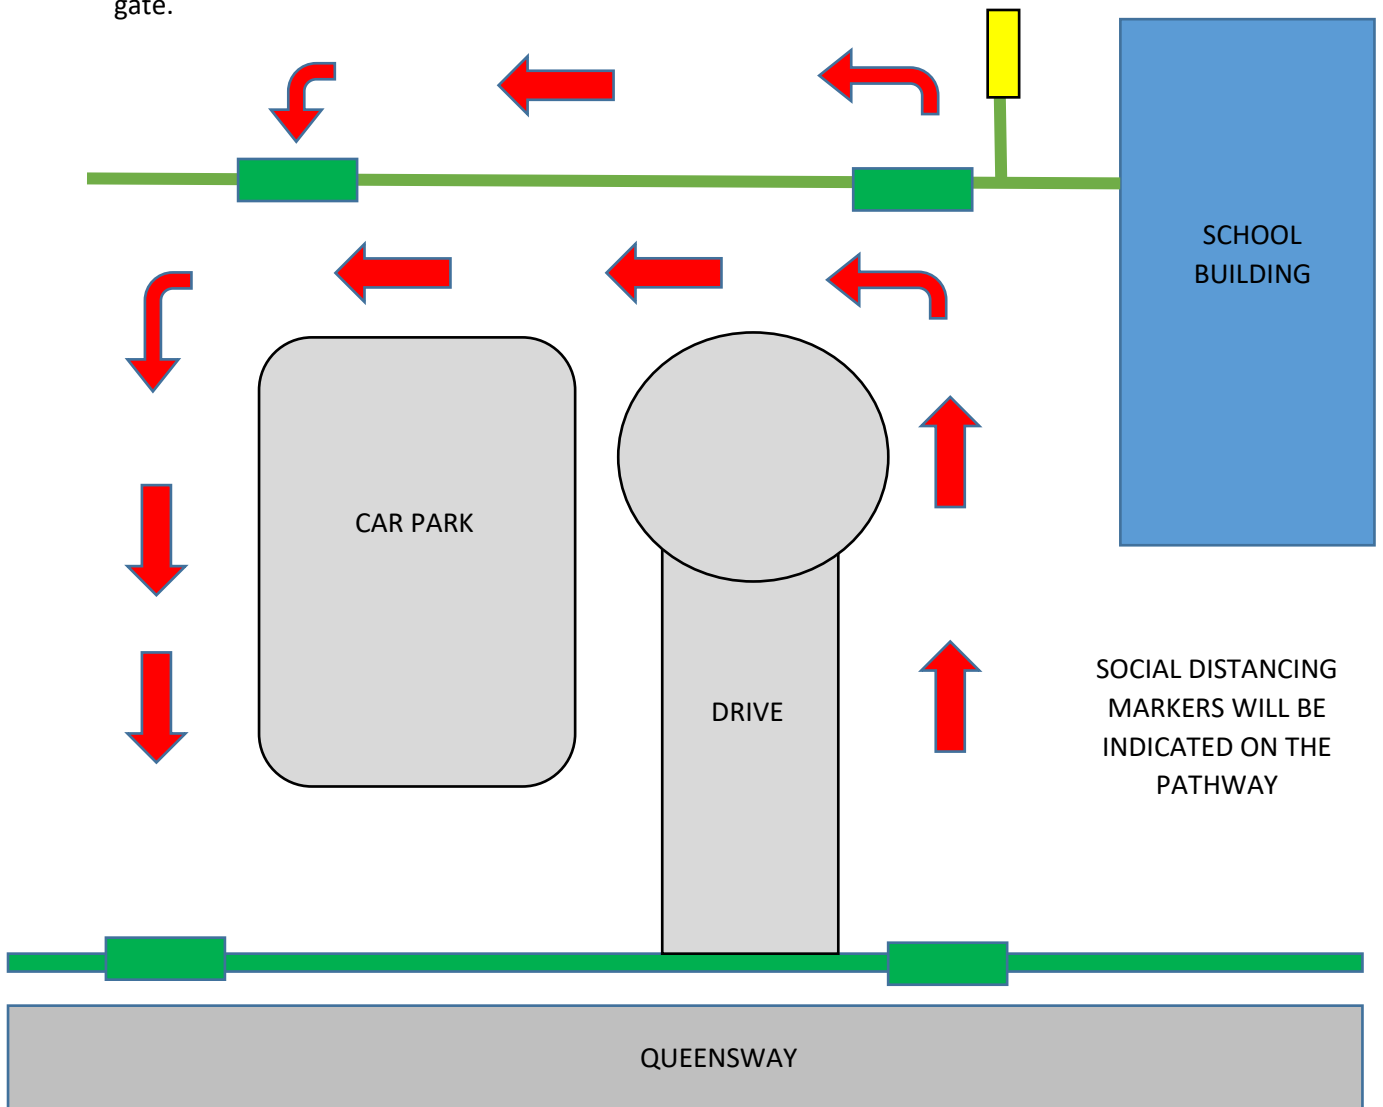 gate.
SCHOOL
BUILDING
CAR PARK
SOCIAL DISTANCING
MARKERS WILL BE
INDICATED ON THE
PATHWAY
DRIVE
QUEENSWAY